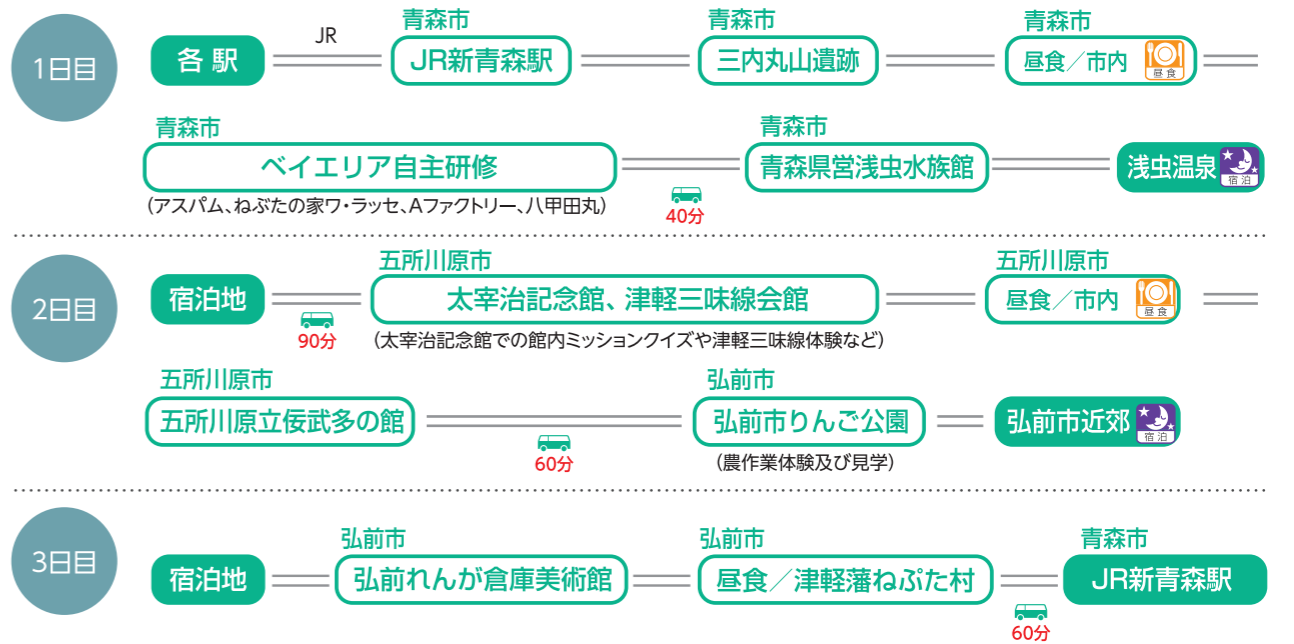 1日目
各駅
JR
青森市
JR新青森駅
青森市
三内丸山遺跡
青森市
昼食／市内
昼食
青森市
ベイエリア自主研修
（アスパム、ねぶたの家ワ・ラッセ、Aファクトリー、八甲田丸）
40分
青森市
青森県営浅虫水族館
浅虫温泉
宿泊
2日目
宿泊地
90分
五所川原市
太宰治記念館、津軽三味線会館
（太宰治記念館での館内ミッションクイズや津軽三味線体験など）
五所川原市
昼食／市内
昼食
五所川原市
五所川原立佞武多の館
60分
弘前市
弘前市りんご公園
（農作業体験及び見学）
弘前市近郊
宿泊
3日目
宿泊地
弘前市
弘前れんが倉庫美術館
弘前市
昼食／津軽藩ねぷた村
60分
青森市
JR新青森駅